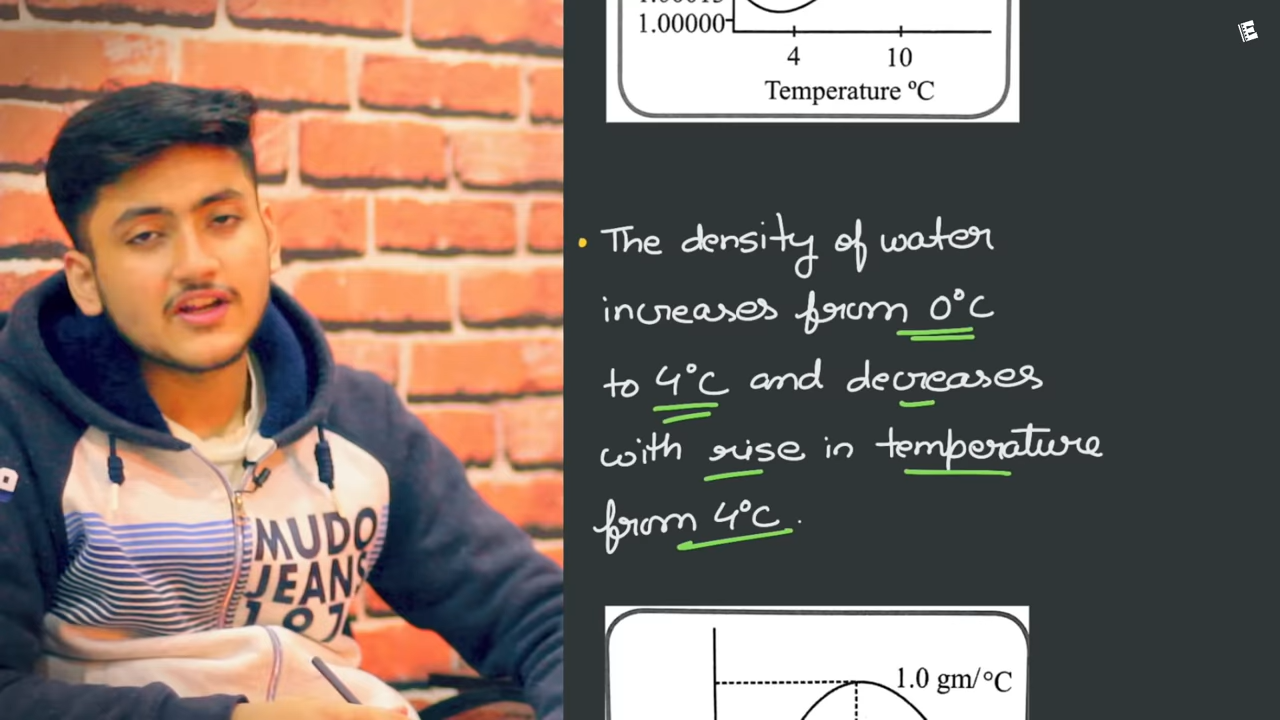 1.00000
4 10
Temperature ºC
• The density of water
increases from 0°C
to 4°C and decreases
with rise in temperature
from 4°C.
1.0 gm/°C
MUDO
JEANS